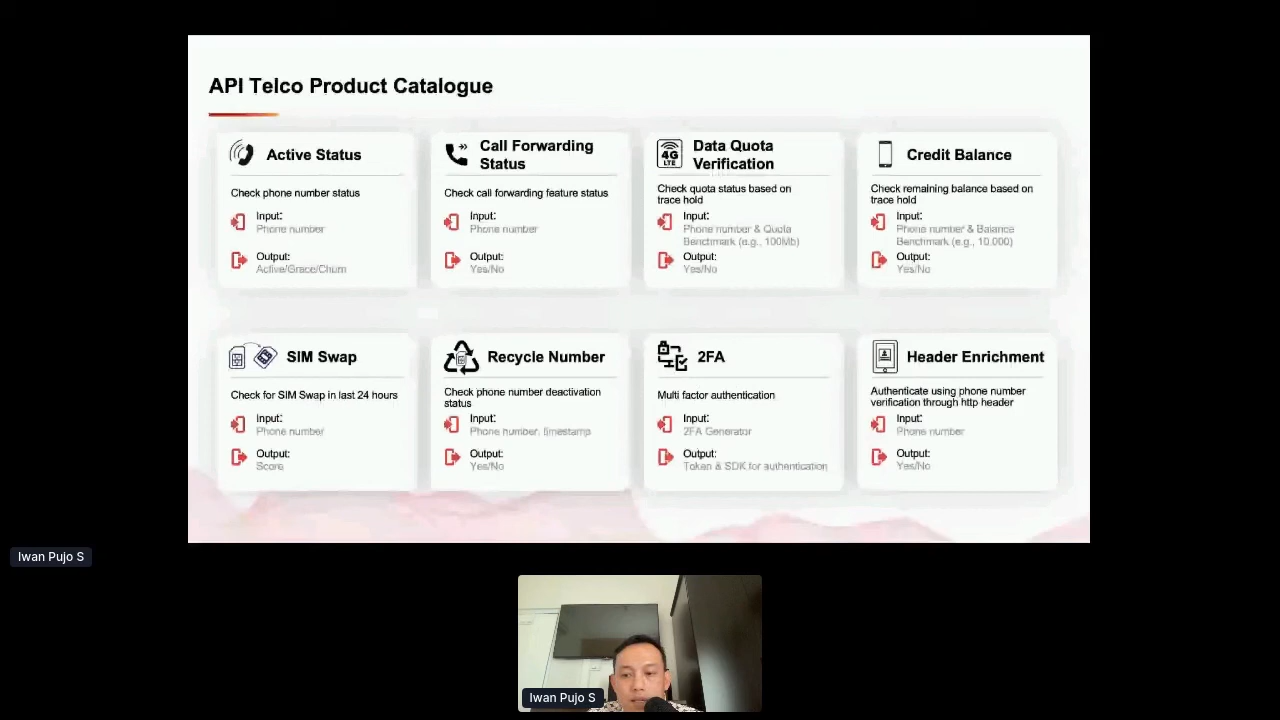 API Telco Product Catalogue
Active Status
Check phone number status
Input:
Phone number
Output:
Active/Grace/Churn
Call Forwarding
Status
Check call forwarding feature status
Input:
Phone number
Output:
Yes/No
4G
LTE
Data Quota
Verification
Check quota status based on
trace hold
Input:
Phone number & Quota
Benchmark (e.g., 100Mb)
Output:
Yes/No
Credit Balance
Check remaining balance based on
trace hold
Input:
Phone number & Balance
Benchmark (e.g., 10.000)
Output:
Yes/No
SIM Swap
Check for SIM Swap in last 24 hours
Input:
Phone number
Output:
Score
Recycle Number
Check phone number deactivation
status
Input:
Phone number, timestamp
Output:
Yes/No
2FA
Multi factor authentication
Input:
2FA Generator
Output:
Token & SDK for authentication
Header Enrichment
Authenticate using phone number
verification through http header
Input:
Phone number
Output:
Yes/No
Iwan Pujo S
Iwan Pujo S